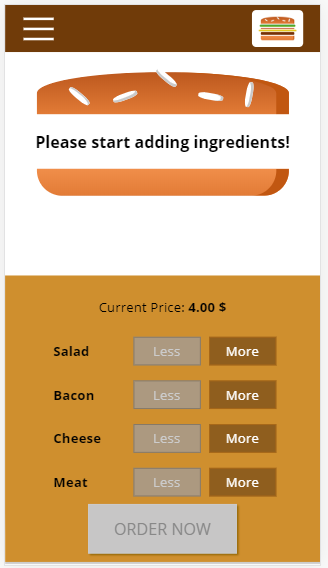 Please start adding ingredients!
Current Price: 4.00 $
Salad Less More
Bacon Less More
Cheese Less More
Meat Less More
ORDER NOW